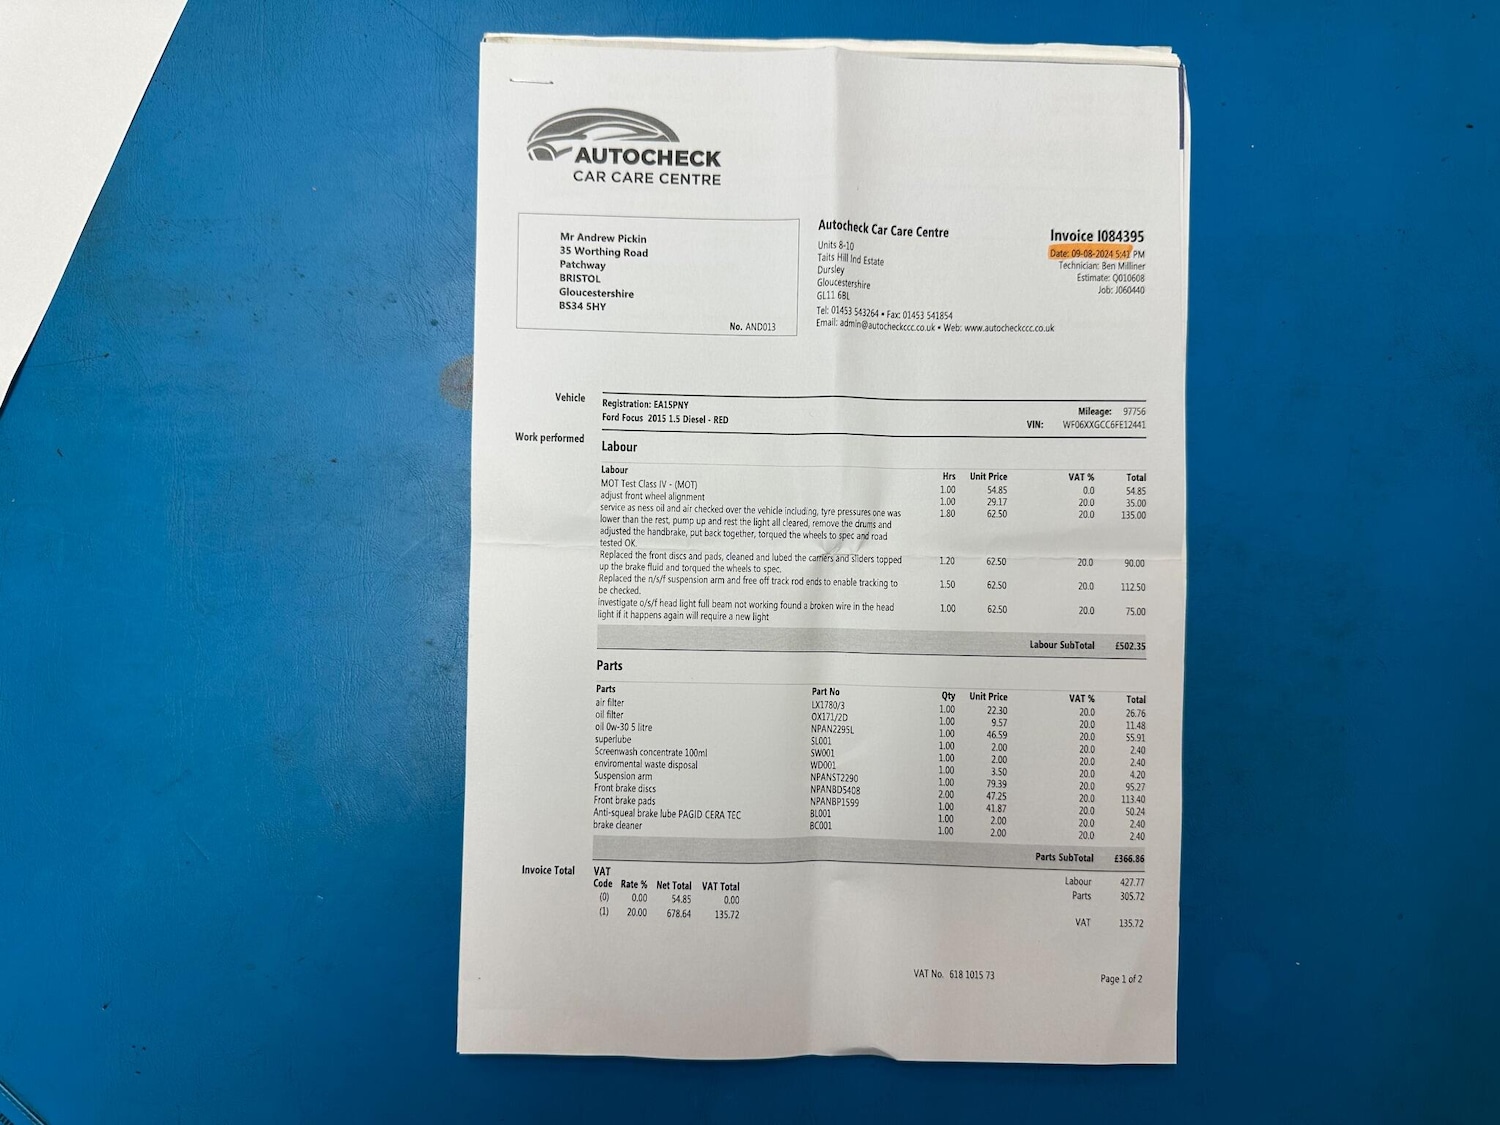 AUTOCHECK
CAR CARE CENTRE
Mr Andrew Pickin
35 Worthing Road
Patchway
BRISTOL
Gloucestershire
BS34 5HY
No. AND013
Autocheck Car Care Centre
Units 8-10
Taits Hill Ind Estate
Dursley
Gloucestershire
GL11 6BL
Tel: 01453 543264 • Fax: 01453 541854
Email: admin@autocheckccc.co.uk • Web: www.autocheckccc.co.uk
Invoice I084395
Date: 09-08-2024 5:41 PM
Technician: Ben Milliner
Estimate: Q010608
Job: J060440
Vehicle
Registration: EA15PNY
Ford Focus 2015 1.5 Diesel - RED
Mileage: 97756
VIN: WF06XXGCC6FE12441
Work performed
Labour
Labour Hrs Unit Price VAT % Total
MOT Test Class IV - (MOT) 1.00 54.85 0.0 54.85
adjust front wheel alignment 1.00 29.17 20.0 35.00
service as ness oil and air checked over the vehicle including, tyre pressures one was 1.80 62.50 20.0 135.00
lower than the rest, pump up and rest the light all cleared, remove the drums and
adjusted the handbrake, put back together, torqued the wheels to spec and road
tested OK.
Replaced the front discs and pads, cleaned and lubed the carriers and sliders topped 1.20 62.50 20.0 90.00
up the brake fluid and torqued the wheels to spec.
Replaced the n/s/f suspension arm and free off track rod ends to enable tracking to 1.50 62.50 20.0 112.50
be checked.
investigate o/s/f head light full beam not working found a broken wire in the head 1.00 62.50 20.0 75.00
light if it happens again will require a new light
Labour SubTotal £502.35
Parts
Parts Part No Qty Unit Price VAT % Total
air filter LX1780/3 1.00 22.30 20.0 26.76
oil filter OX171/2D 1.00 9.57 20.0 11.48
oil 0w-30 5 litre NPAN2295L 1.00 46.59 20.0 55.91
superlube SL001 1.00 2.00 20.0 2.40
Screenwash concentrate 100ml SW001 1.00 2.00 20.0 2.40
enviromental waste disposal WD001 1.00 3.50 20.0 4.20
Suspension arm NPANST2290 1.00 79.39 20.0 95.27
Front brake discs NPANBD5408 2.00 47.25 20.0 113.40
Front brake pads NPANBP1599 1.00 41.87 20.0 50.24
Anti-squeal brake lube PAGID CERA TEC BL001 1.00 2.00 20.0 2.40
brake cleaner BC001 1.00 2.00 20.0 2.40
Parts SubTotal £366.86
Invoice Total
VAT
Code Rate % Net Total VAT Total
(0) 0.00 54.85 0.00
(1) 20.00 678.64 135.72
Labour 427.77
Parts 305.72
VAT 135.72
VAT No. 618 1015 73
Page 1 of 2